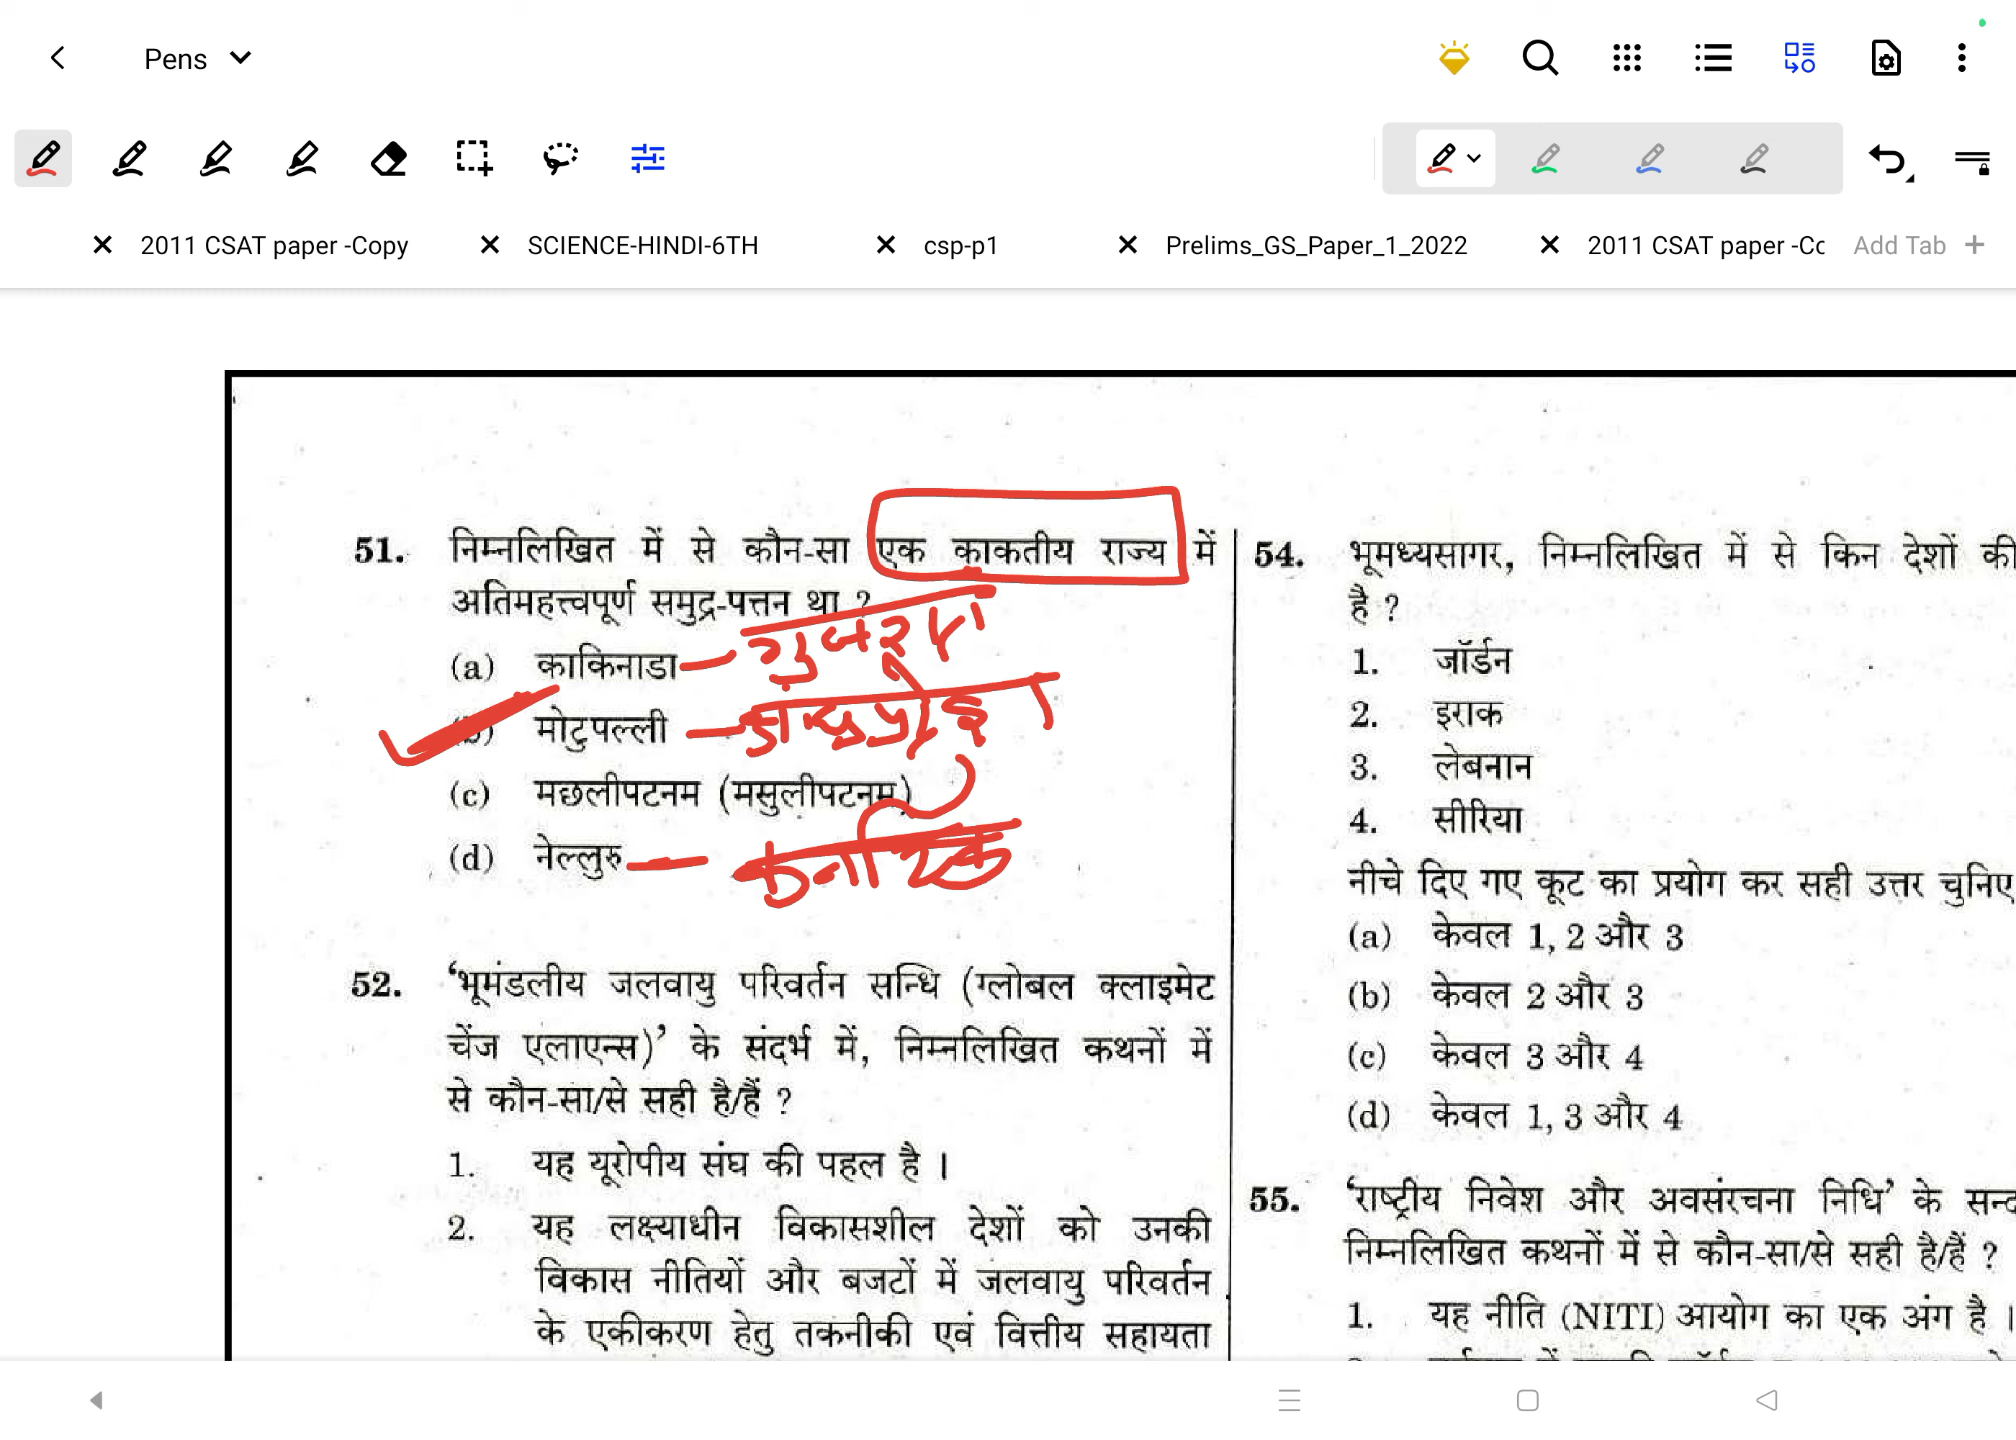 Pens
2011 CSAT paper -Copy
SCIENCE-HINDI-6TH
csp-p1
Prelims_GS_Paper_1_2022
2011 CSAT paper -Cc
Add Tab +
51. निम्नलिखित में से कौन-सा एक काकतीय राज्य में
अतिमहत्त्वपूर्ण समुद्र-पत्तन था ?
(a) काकिनाडा
(b) मोटुपल्ली
(c) मछलीपटनम (मसुलीपटनम)
(d) नेल्लुरु
52. ‘भूमंडलीय जलवायु परिवर्तन सन्धि (ग्लोबल क्लाइमेट
चेंज एलाएन्स)’ के संदर्भ में, निम्नलिखित कथनों में
से कौन-सा/से सही है/हैं ?
1. यह यूरोपीय संघ की पहल है ।
2. यह लक्ष्याधीन विकासशील देशों को उनकी
विकास नीतियों और बजटों में जलवायु परिवर्तन
के एकीकरण हेतु तकनीकी एवं वित्तीय सहायता
54. भूमध्यसागर, निम्नलिखित में से किन देशों की
है ?
1. जॉर्डन
2. इराक
3. लेबनान
4. सीरिया
नीचे दिए गए कूट का प्रयोग कर सही उत्तर चुनिए
(a) केवल 1, 2 और 3
(b) केवल 2 और 3
(c) केवल 3 और 4
(d) केवल 1, 3 और 4
55. ‘राष्ट्रीय निवेश और अवसंरचना निधि’ के
निम्नलिखित कथनों में से कौन-सा/से सही है/हैं ?
1. यह नीति (NITI) आयोग का एक अंग है ।